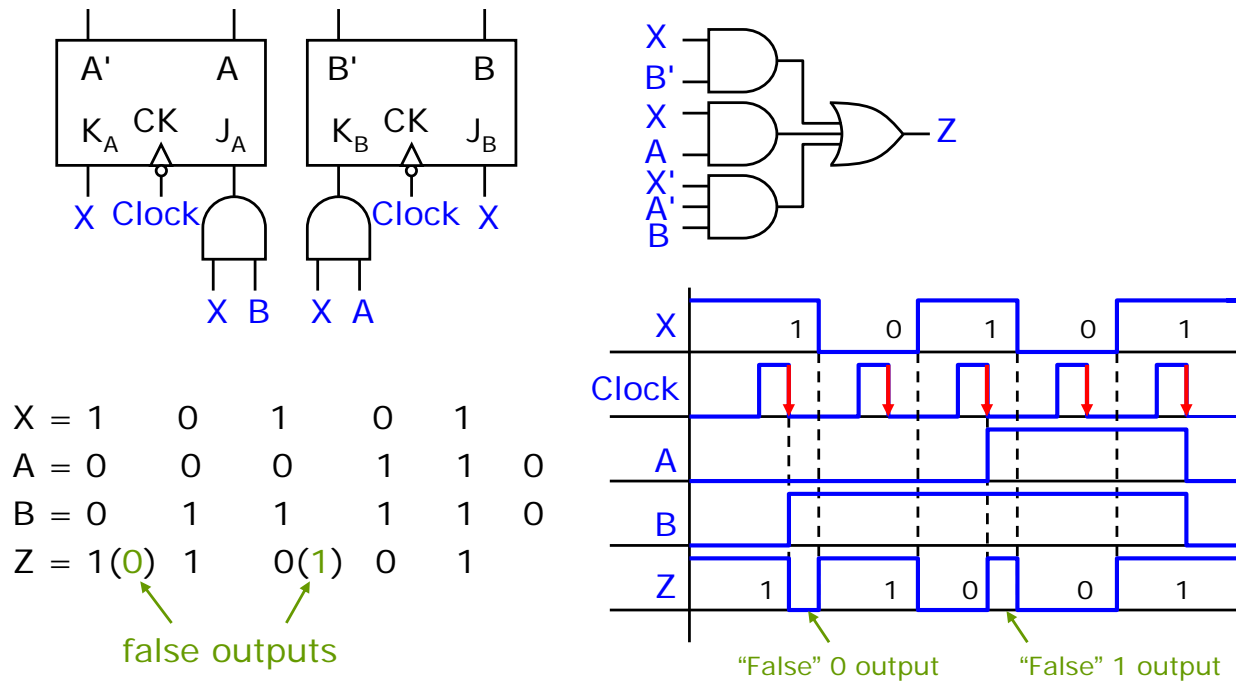 A' A
K_A CK J_A
X Clock
X B
B' B
K_B CK J_B
Clock X
X A
X
B'
X
A
X'
A'
B
Z
X = 1 0 1 0 1
A = 0 0 0 1 1 0
B = 0 1 1 1 1 0
Z = 1(0) 1 0(1) 0 1
false outputs
X 1 0 1 0 1
Clock
A
B
Z 1 1 0 0 1
“False” 0 output “False” 1 output